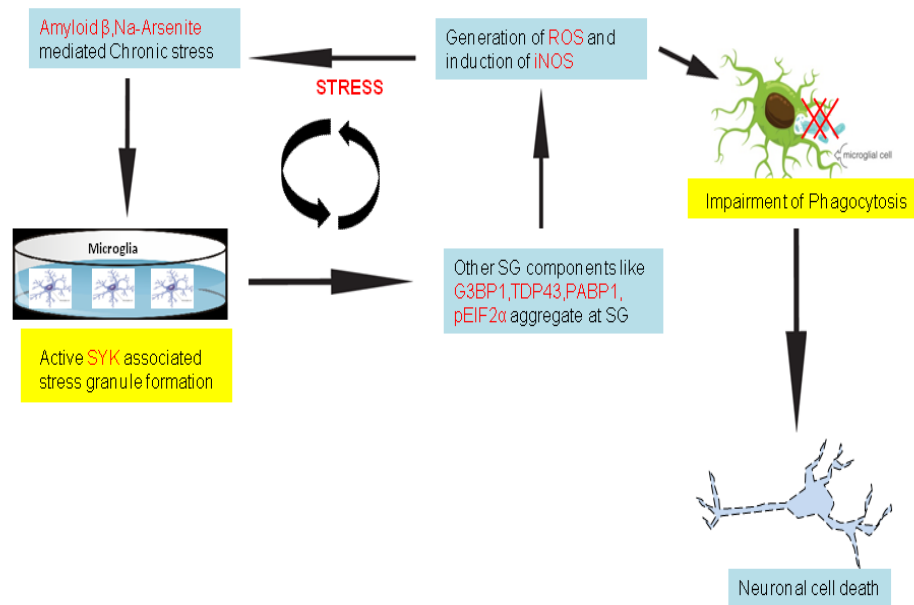 Amyloid β,Na-Arsenite
mediated Chronic stress
Generation of ROS and
induction of iNOS
STRESS
microglial cell
Impairment of Phagocytosis
Microglia
Other SG components like
G3BP1,TDP43,PABP1,
pEIF2α aggregate at SG
Active SYK associated
stress granule formation
Neuronal cell death